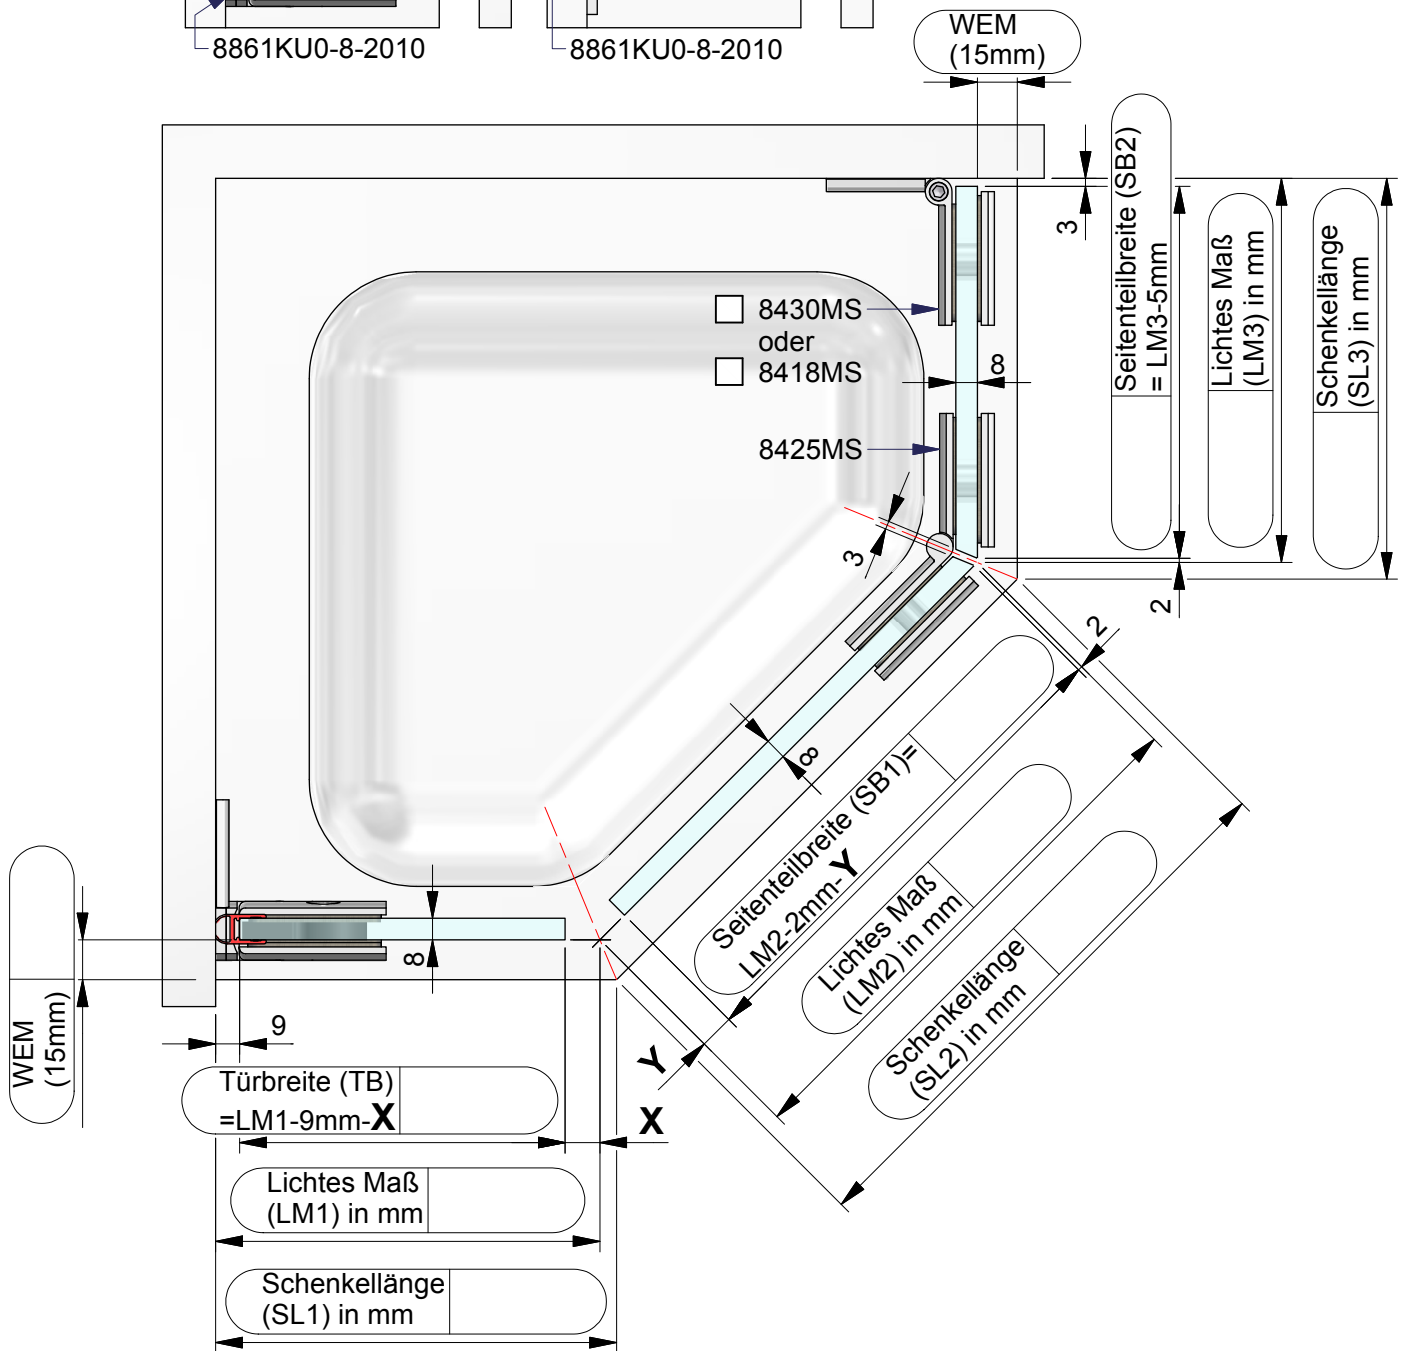 8861KU0-8-2010
8861KU0-8-2010
WEM
(15mm)
3
Seitenteilbreite (SB2)
= LM3-5mm
Lichtes Maß
(LM3) in mm
Schenkellänge
(SL3) in mm
8430MS
oder
8418MS
8
8425MS
3
2
2
8
Seitenteilbreite (SB1)=
LM2-2mm-Y
Lichtes Maß
(LM2) in mm
Schenkellänge
(SL2) in mm
8
WEM
(15mm)
9
Y
Türbreite (TB)
=LM1-9mm-X
X
Lichtes Maß
(LM1) in mm
Schenkellänge
(SL1) in mm